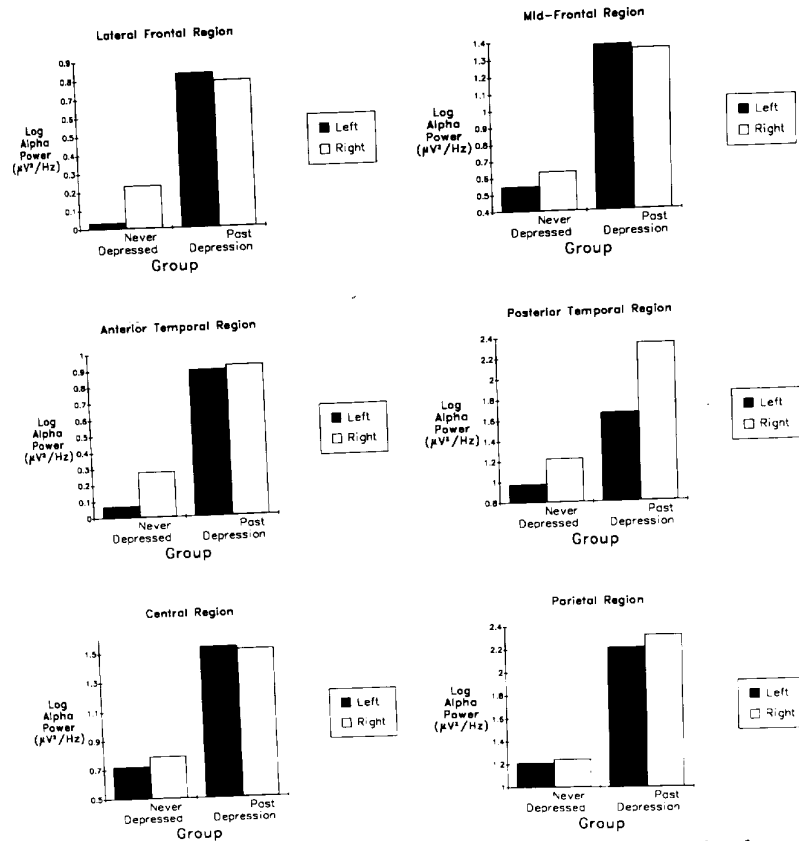 Lateral Frontal Region
0.9
0.8
0.7
0.6
Log
Alpha
Power
(μV²/Hz)
0.2
0.1
0
Never
Depressed
Past
Depression
Group
Left
Right
Mid-Frontal Region
1.4
1.3
1.2
1.1
1
0.9
0.8
0.7
0.6
0.5
0.4
Log
Alpha
Power
(μV²/Hz)
Never
Depressed
Past
Depression
Group
Left
Right
Anterior Temporal Region
1
0.9
0.8
0.7
0.6
0.5
0.4
0.3
0.2
0.1
0
Log
Alpha
Power
(μV²/Hz)
Never
Depressed
Past
Depression
Group
Left
Right
Posterior Temporal Region
2.4
2.2
2
1.8
1.6
1.4
1.2
1
0.8
Log
Alpha
Power
(μV²/Hz)
Never
Depressed
Past
Depression
Group
Left
Right
Central Region
1.5
1.3
1.1
0.9
0.7
0.5
Log
Alpha
Power
(μV²/Hz)
Never
Depressed
Past
Depression
Group
Left
Right
Parietal Region
2.4
2.2
2
1.8
1.6
1.4
1.2
1
Log
Alpha
Power
(μV²/Hz)
Never
Depressed
Past
Depression
Group
Left
Right